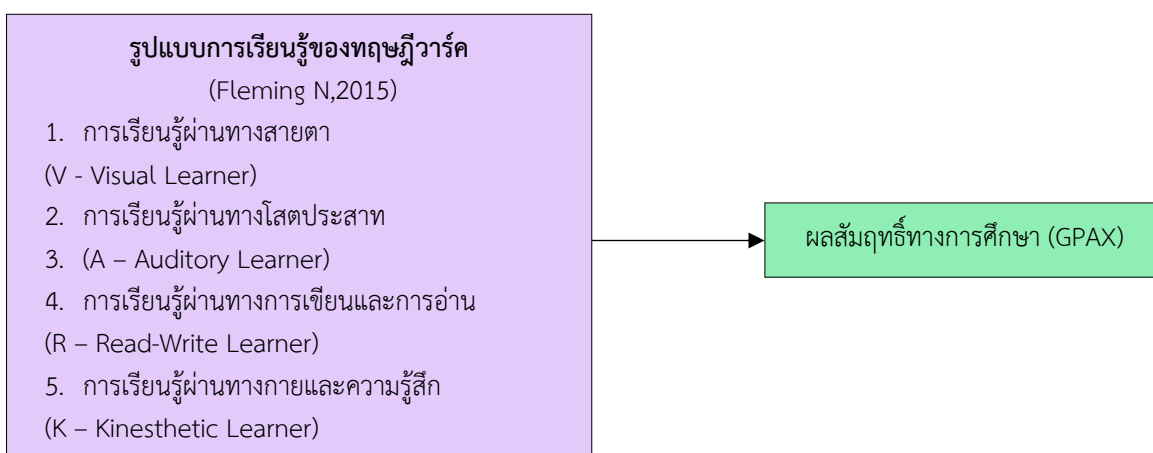 รูปแบบการเรียนรู้ของทฤษฎีวาร์ค
(Fleming N,2015)
1. การเรียนรู้ผ่านทางสายตา
(V - Visual Learner)
2. การเรียนรู้ผ่านทางโสตประสาท
3. (A – Auditory Learner)
4. การเรียนรู้ผ่านทางการเขียนและการอ่าน
(R – Read-Write Learner)
5. การเรียนรู้ผ่านทางกายและความรู้สึก
(K – Kinesthetic Learner)
ผลสัมฤทธิ์ทางการศึกษา (GPAX)